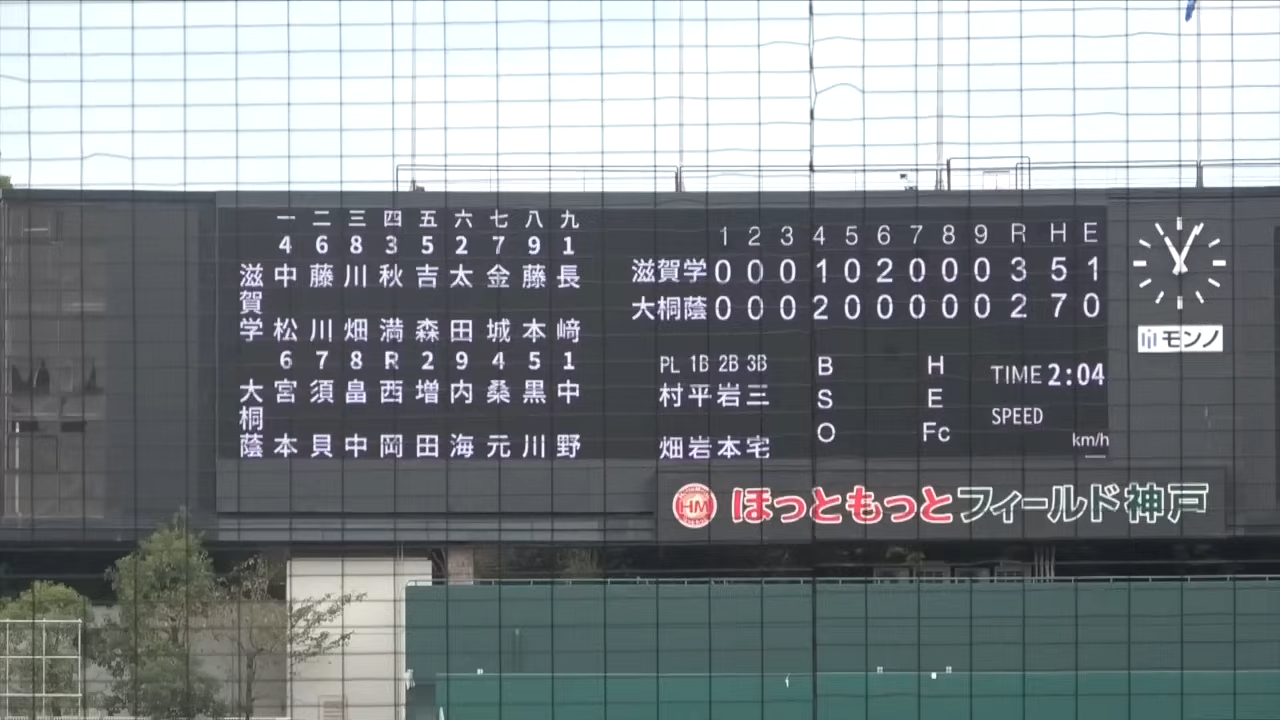 一 二 三 四 五 六 七 八 九
4 6 8 3 5 2 7 9 1
滋賀学 中松 藤川 川畑 秋満 吉森 太田 金城 藤本 長﨑
6 7 8 R 2 9 4 5 1
大桐蔭 宮本 須貝 畠中 西岡 増田 内海 桑元 黒川 中野
1 2 3 4 5 6 7 8 9 R H E
滋賀学 0 0 0 1 0 2 0 0 0 3 5 1
大桐蔭 0 0 0 2 0 0 0 0 0 2 7 0
PL 1B 2B 3B
村畑 平岩 岩本 三宅
B H
S E
O Fc
TIME 2:04
SPEED
km/h
モンノ
HM ほっともっとフィールド神戸